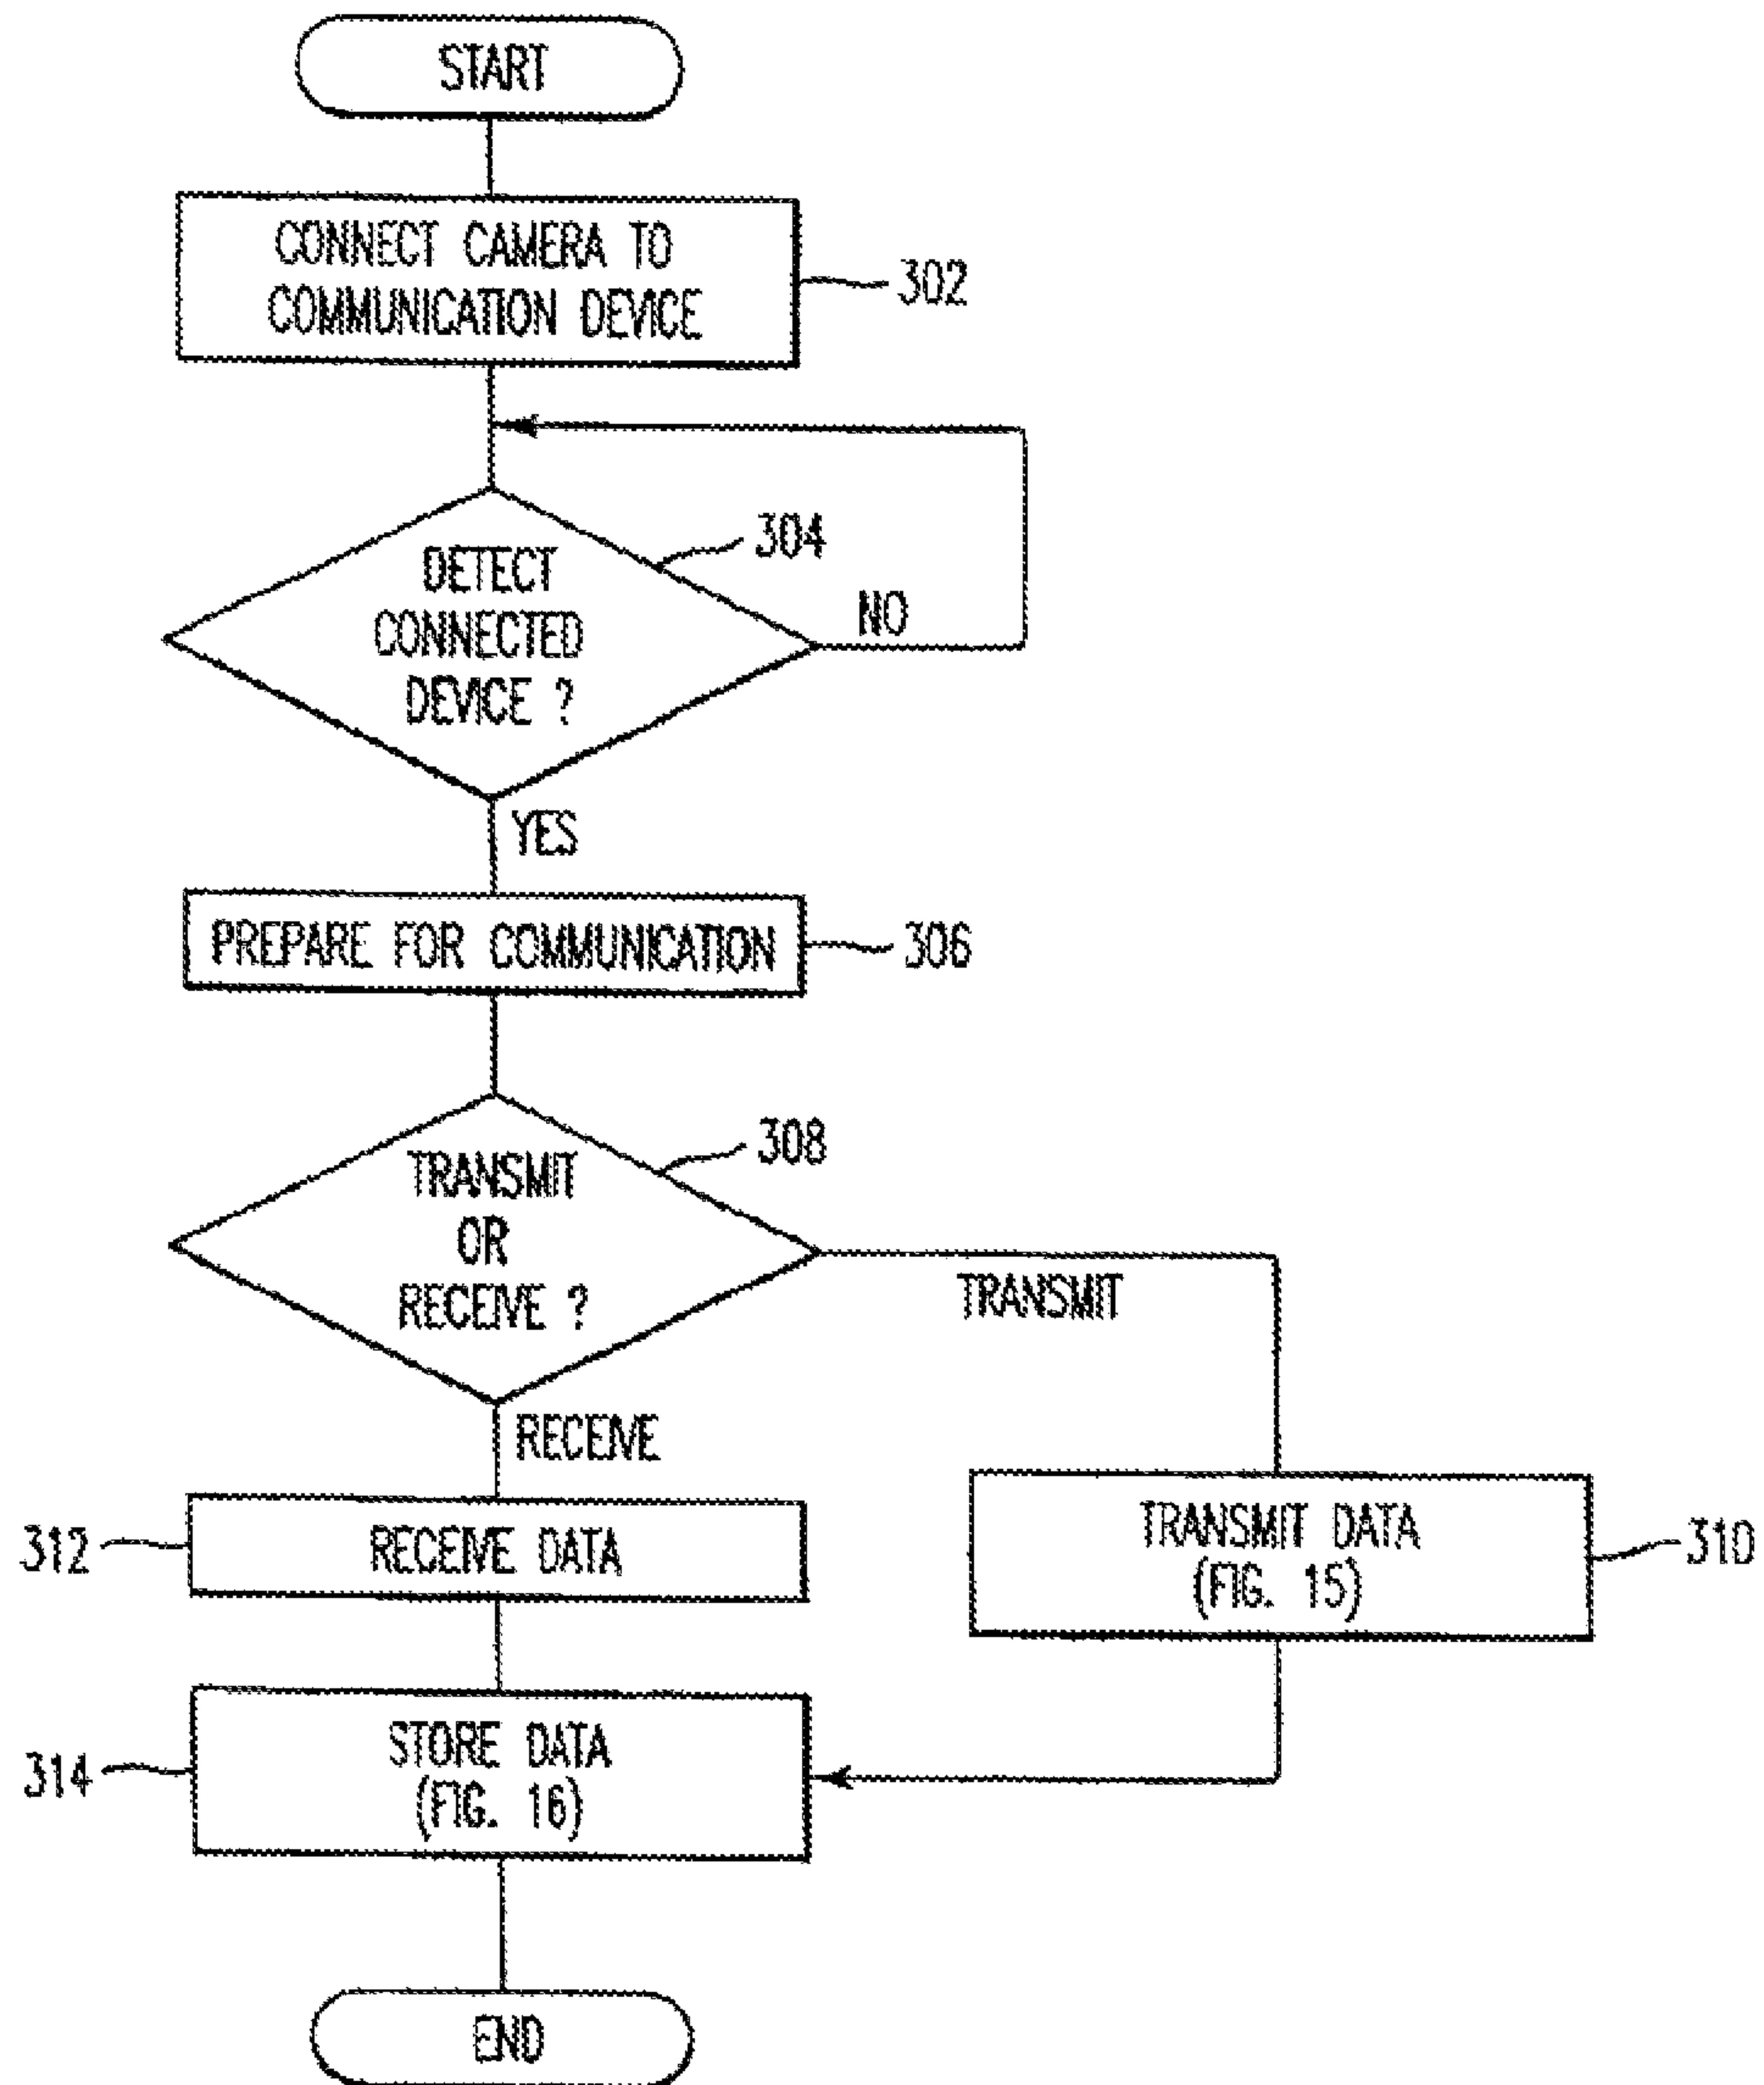 START
CONNECT CAMERA TO
COMMUNICATION DEVICE
302
304
DETECT
CONNECTED
DEVICE ?
NO
YES
PREPARE FOR COMMUNICATION
306
308
TRANSMIT
OR
RECEIVE ?
TRANSMIT
RECEIVE
312
RECEIVE DATA
TRANSMIT DATA
(FIG. 15)
310
314
STORE DATA
(FIG. 16)
END